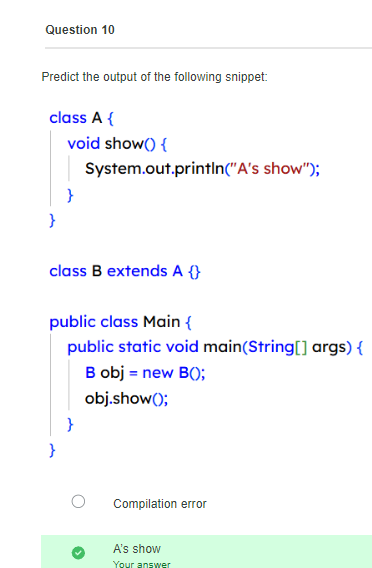 Question 10
Predict the output of the following snippet:
class A {
void show() {
System.out.println("A's show");
}
}
class B extends A {}
public class Main {
public static void main(String[] args) {
B obj = new B();
obj.show();
}
}
Compilation error
A's show
Your answer